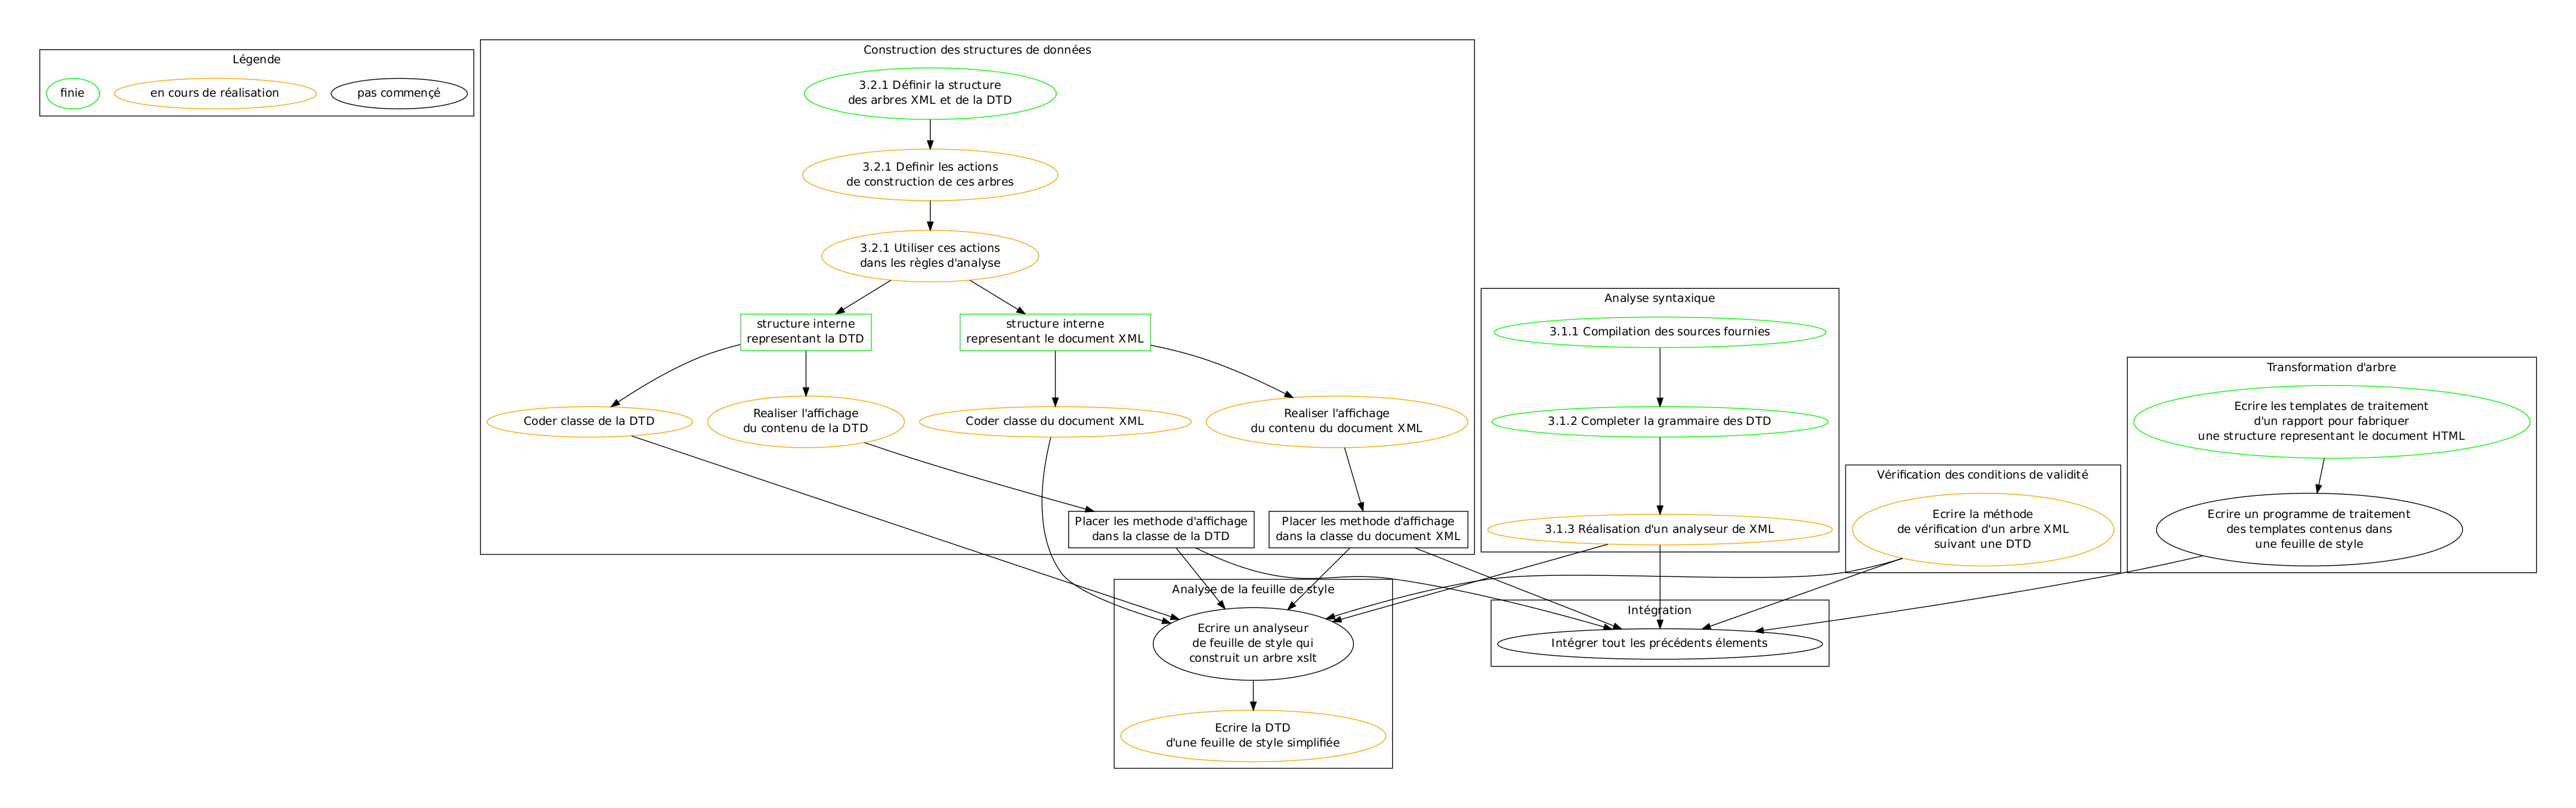 Légende
finie
en cours de réalisation
pas commençé
Construction des structures de données
3.2.1 Définir la structure
des arbres XML et de la DTD
3.2.1 Definir les actions
de construction de ces arbres
3.2.1 Utiliser ces actions
dans les règles d'analyse
structure interne
representant la DTD
structure interne
representant le document XML
Coder classe de la DTD
Realiser l'affichage
du contenu de la DTD
Coder classe du document XML
Realiser l'affichage
du contenu du document XML
Placer les methode d'affichage
dans la classe de la DTD
Placer les methode d'affichage
dans la classe du document XML
Analyse syntaxique
3.1.1 Compilation des sources fournies
3.1.2 Completer la grammaire des DTD
3.1.3 Réalisation d'un analyseur de XML
Vérification des conditions de validité
Ecrire la méthode
de vérification d'un arbre XML
suivant une DTD
Transformation d'arbre
Ecrire les templates de traitement
d'un rapport pour fabriquer
une structure representant le document HTML
Ecrire un programme de traitement
des templates contenus dans
une feuille de style
Analyse de la feuille de style
Ecrire un analyseur
de feuille de style qui
construit un arbre xslt
Ecrire la DTD
d'une feuille de style simplifiée
Intégration
Intégrer tout les précédents élements